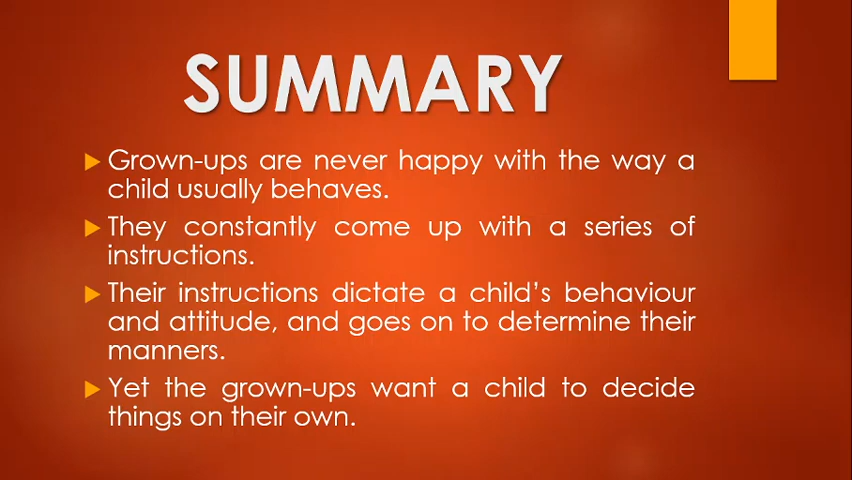 SUMMARY
Grown-ups are never happy with the way a
child usually behaves.
They constantly come up with a series of
instructions.
Their instructions dictate a child's behaviour
and attitude, and goes on to determine their
manners.
Yet the grown-ups want a child to decide
things on their own.